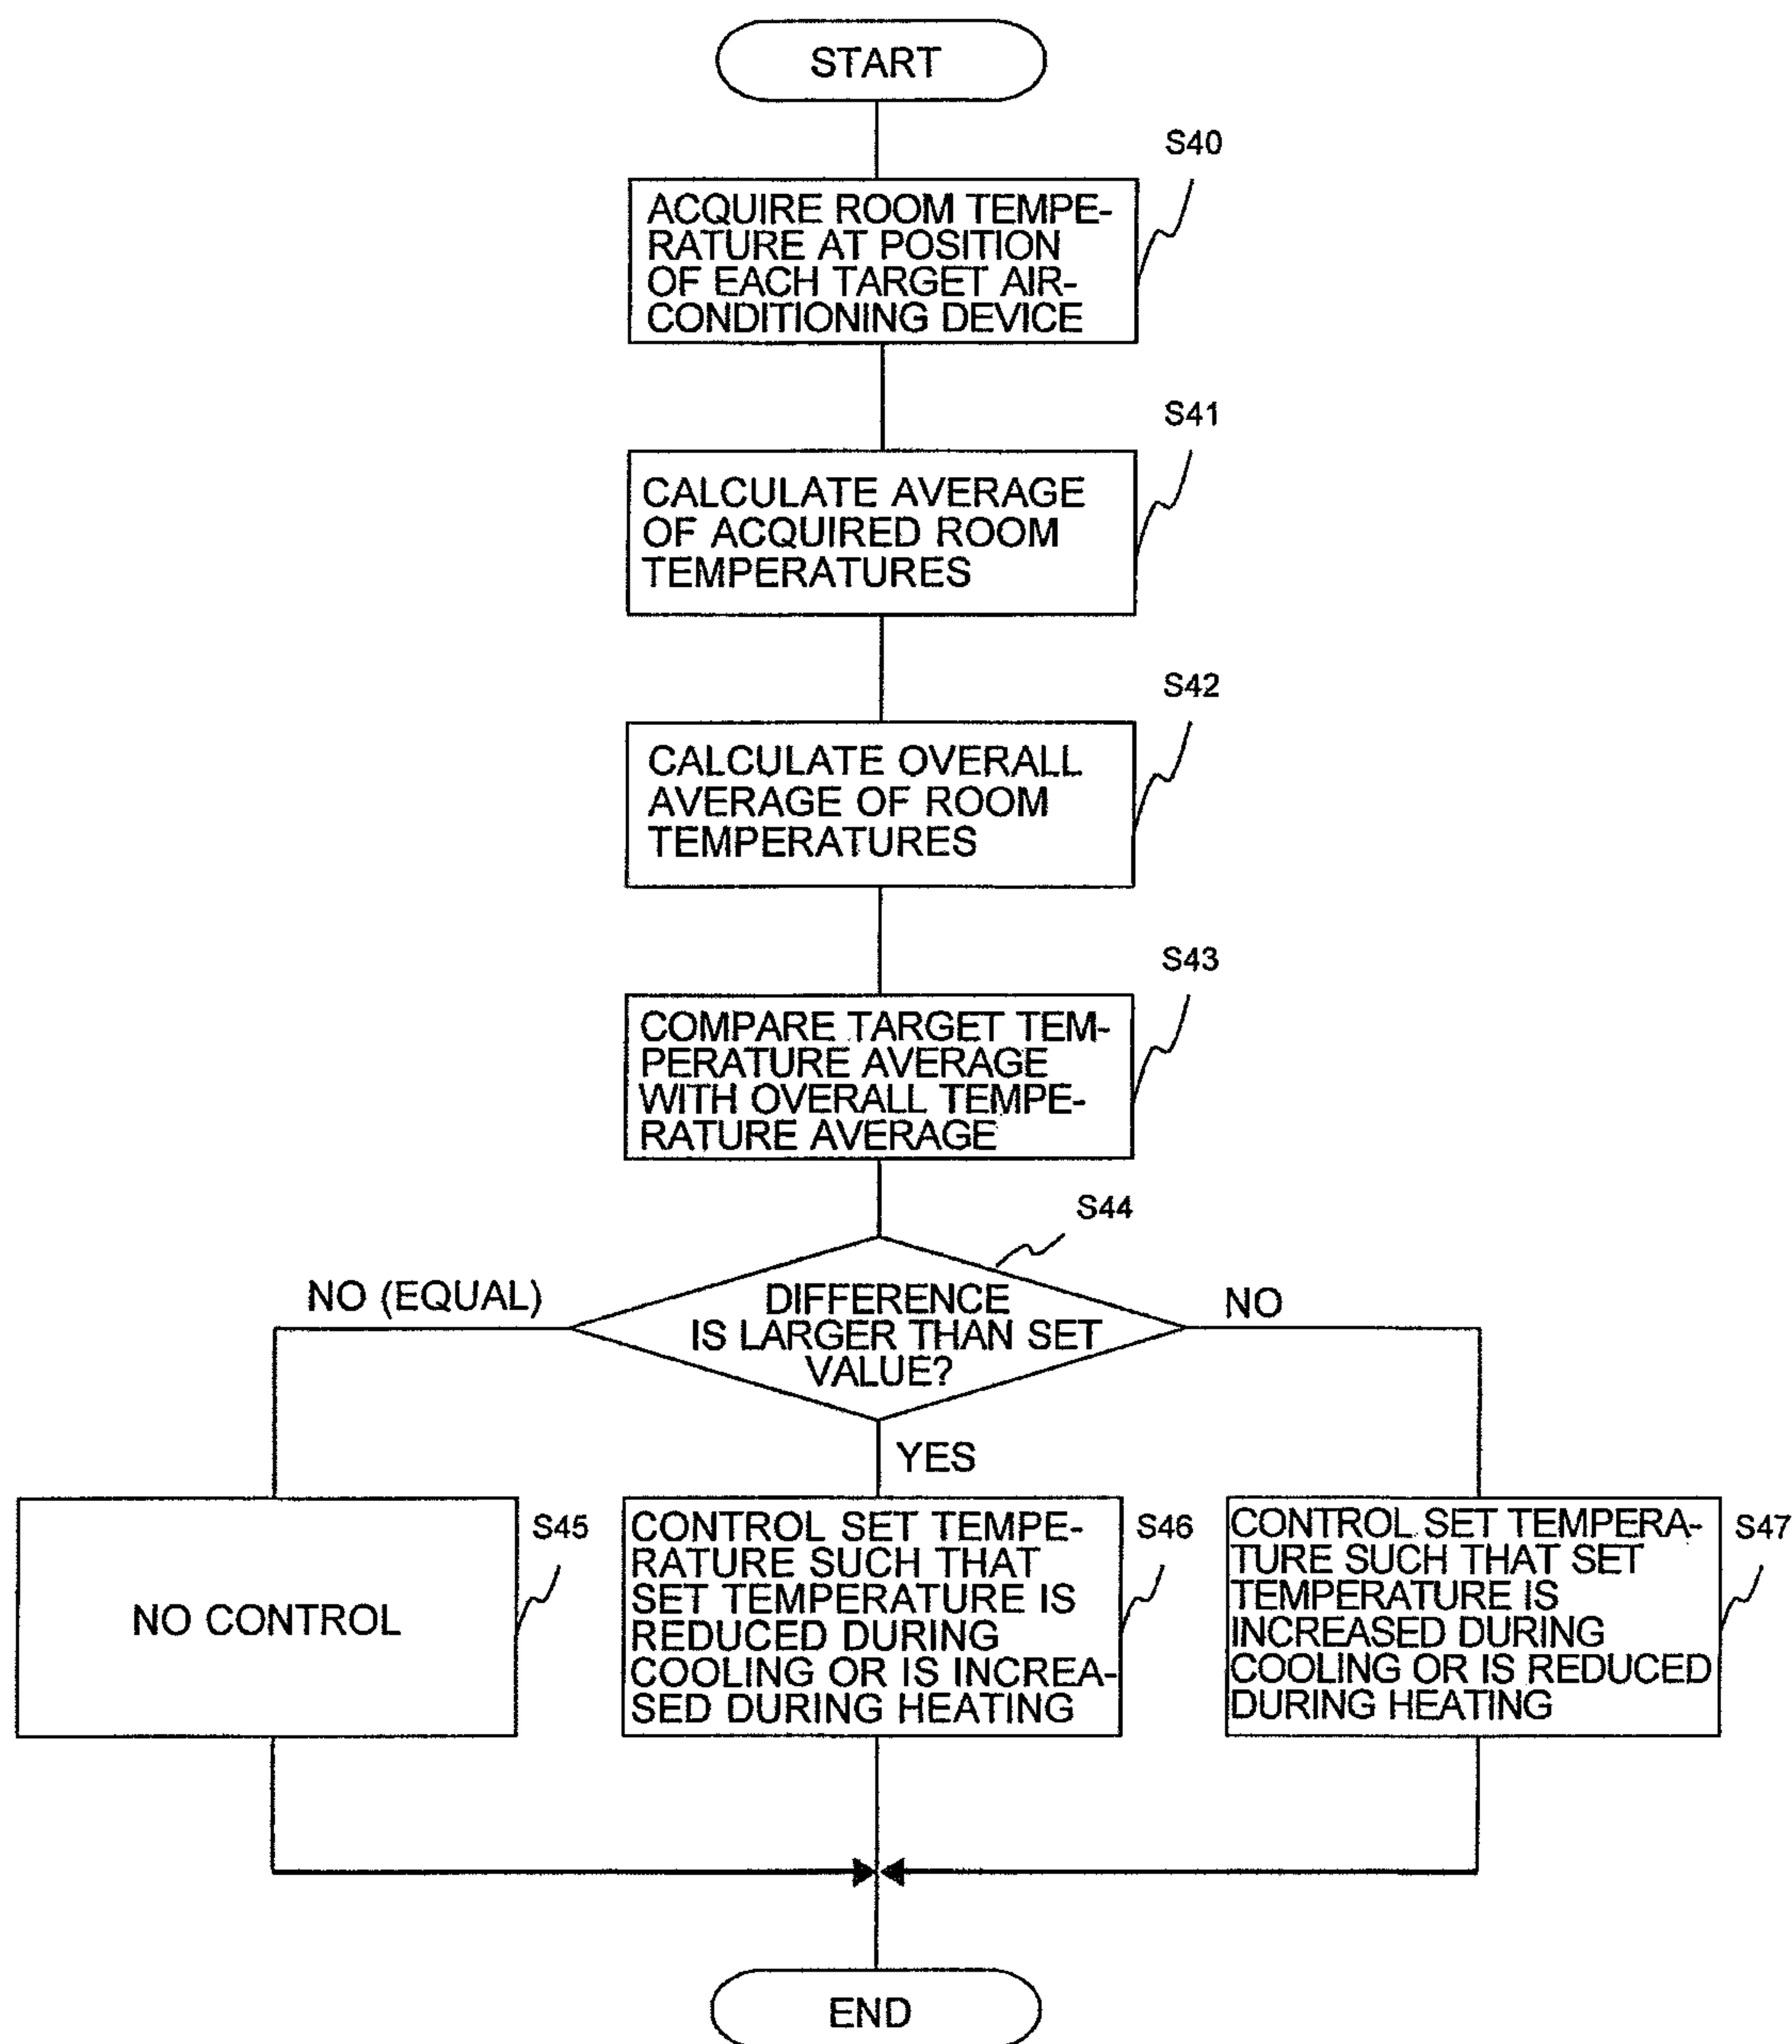 START
S40
ACQUIRE ROOM TEMPE-
RATURE AT POSITION
OF EACH TARGET AIR-
CONDITIONING DEVICE
S41
CALCULATE AVERAGE
OF ACQUIRED ROOM
TEMPERATURES
S42
CALCULATE OVERALL
AVERAGE OF ROOM
TEMPERATURES
S43
COMPARE TARGET TEM-
PERATURE AVERAGE
WITH OVERALL TEMPE-
RATURE AVERAGE
S44
NO (EQUAL)
DIFFERENCE
IS LARGER THAN SET
VALUE?
NO
YES
NO CONTROL
S45
CONTROL SET TEMPE-
RATURE SUCH THAT
SET TEMPERATURE IS
REDUCED DURING
COOLING OR IS INCREA-
SED DURING HEATING
S46
CONTROL SET TEMPERA-
TURE SUCH THAT SET
TEMPERATURE IS
INCREASED DURING
COOLING OR IS REDUCED
DURING HEATING
S47
END